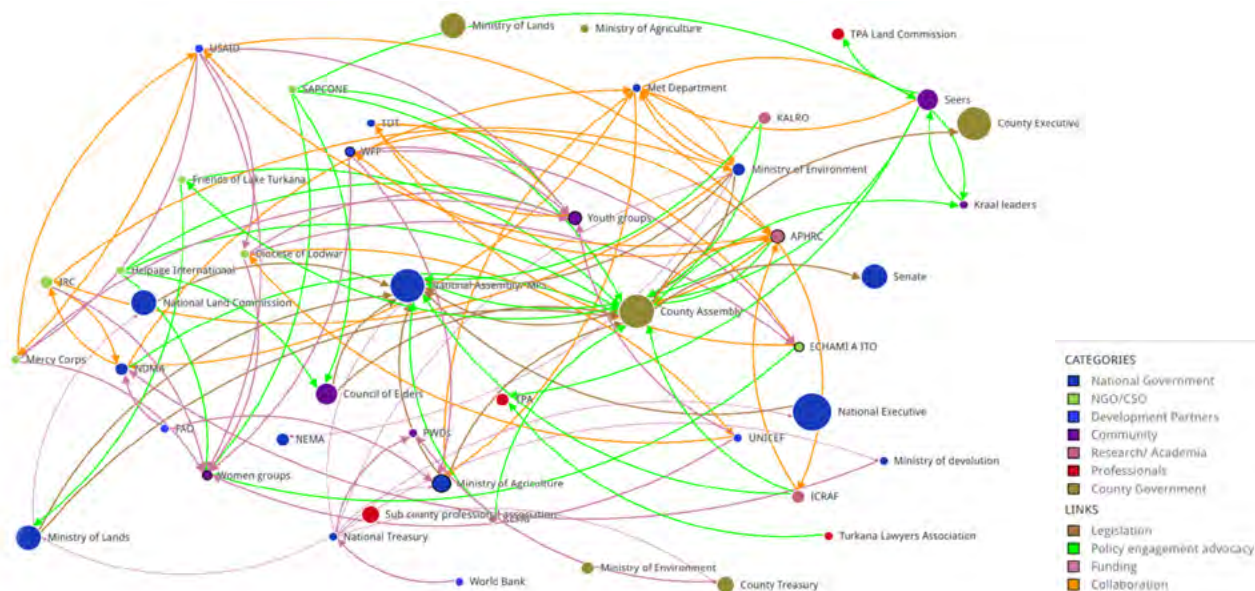 Ministry of Lands
Ministry of Agriculture
TPA Land Commission
USAID
SAPCONE
Met Department
Seers
KALRO
TDT
County Executive
WFP
Ministry of Environment
Friends of Lake Turkana
Kraal leaders
Youth groups
APHRC
Diocese of Lodwar
Helpage International
IRC
National Assembly/MPs
Senate
National Land Commission
County Assembly
ECHAMI A ITO
Mercy Corps
NDMA
Council of Elders
TPA
National Executive
FAO
PWDs
NEMA
UNICEF
Ministry of devolution
Women groups
Ministry of Agriculture
ICRAF
Sub county professional association
Ministry of Lands
National Treasury
Turkana Lawyers Association
Ministry of Environment
World Bank
County Treasury
CATEGORIES
National Government
NGO/CSO
Development Partners
Community
Research/ Academia
Professionals
County Government
LINKS
Legislation
Policy engagement advocacy
Funding
Collaboration